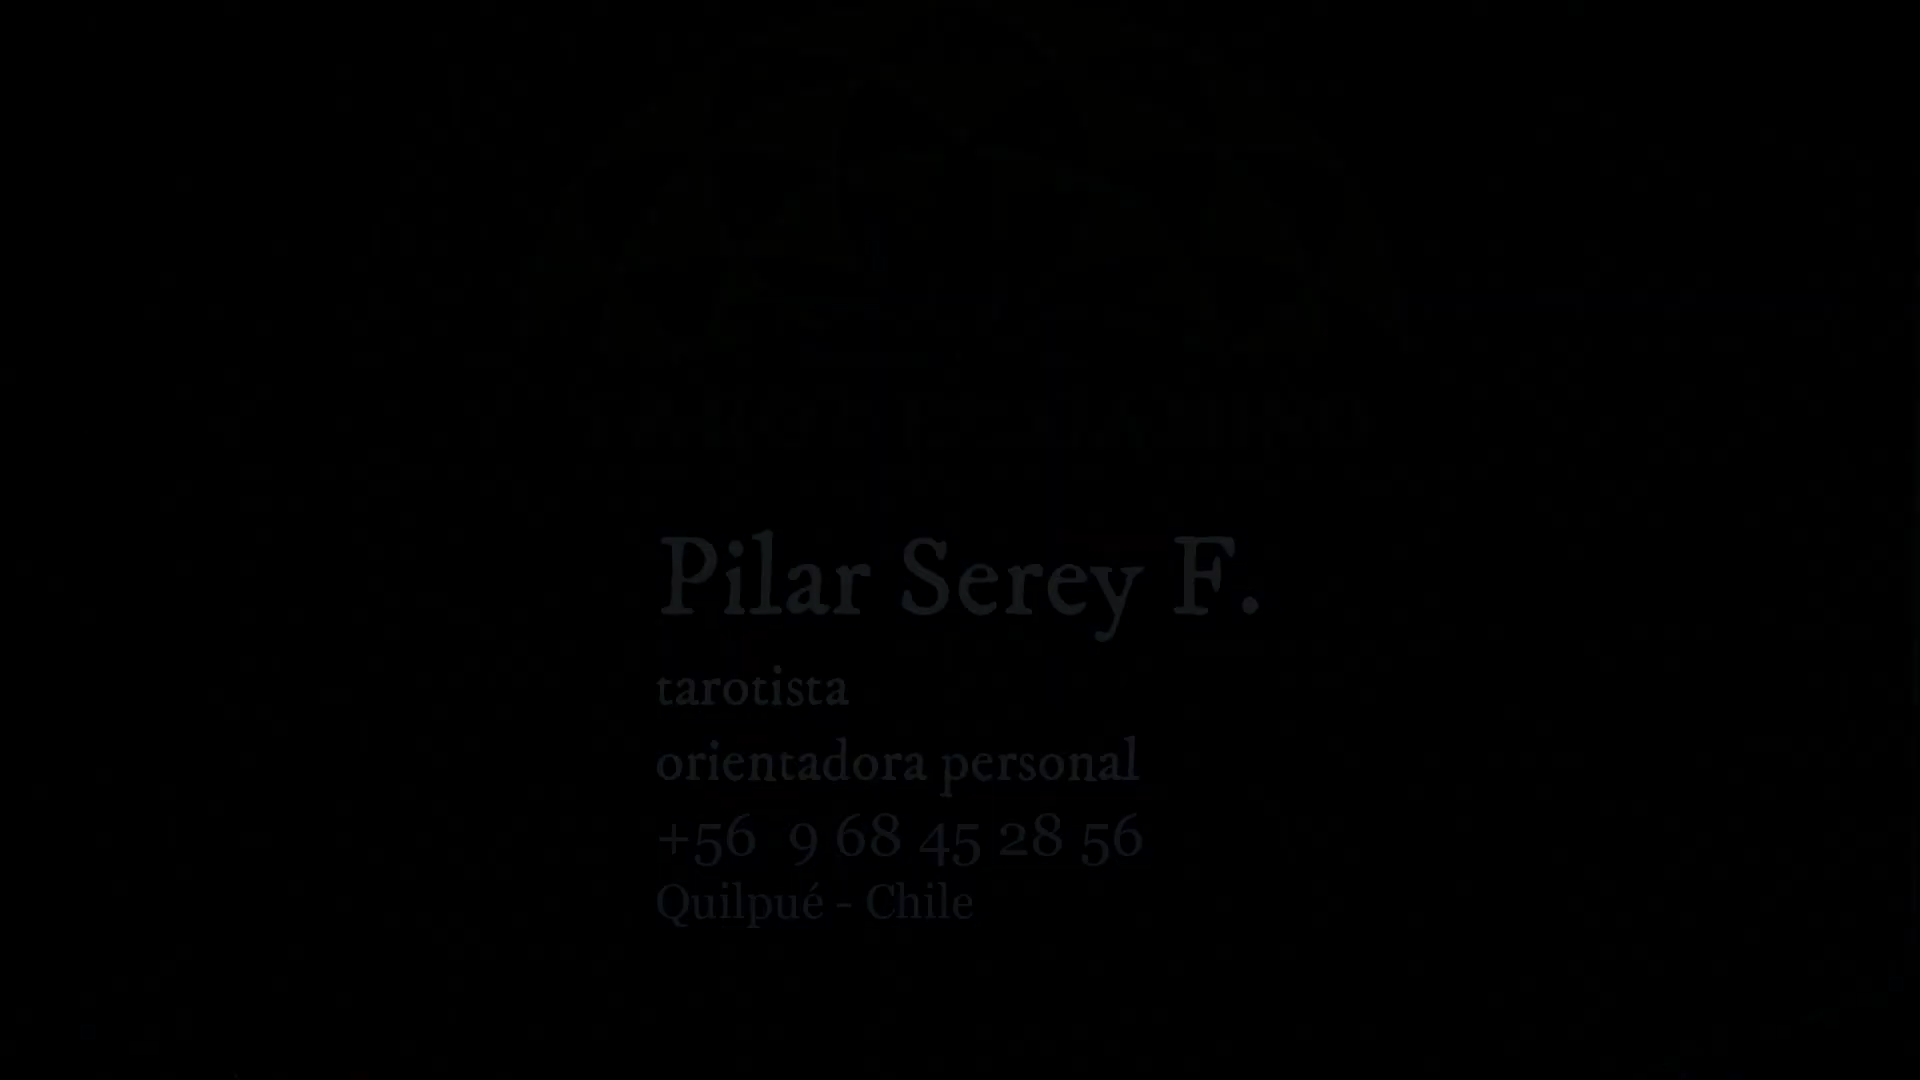 Pilar Serey F.
tarotista
orientadora personal
+56 9 68 45 28 56
Quilpué - Chile